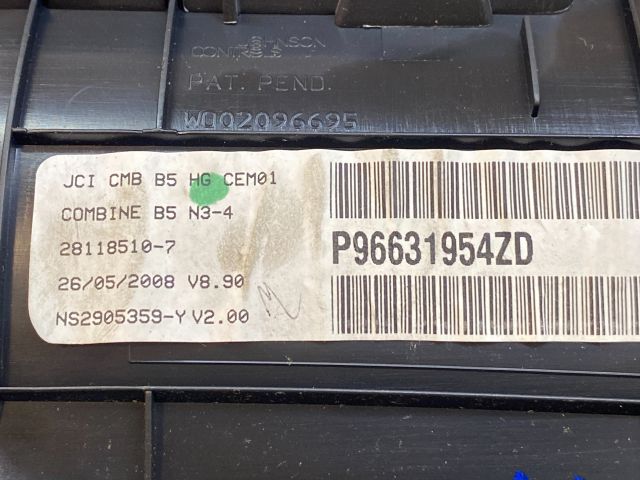 JOHNSON
CONTROLS
PAT. PEND.
W002096695
JCI CMB B5 HG CEM01
COMBINE B5 N3-4
28118510-7
26/05/2008 V8.90
NS2905359-Y V2.00
P96631954ZD